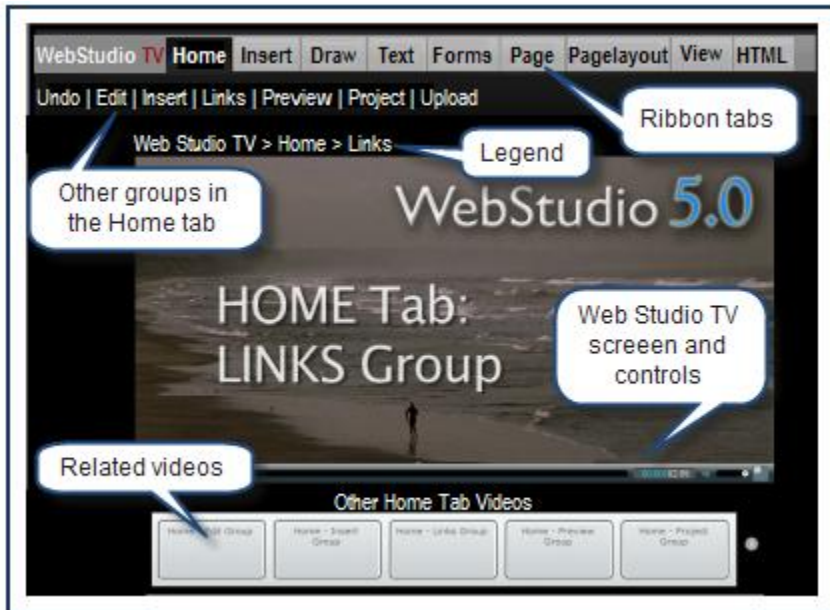 WebStudio TV Home Insert Draw Text Forms Page Pagelayout View HTML
Undo | Edit | Insert | Links | Preview | Project | Upload
Ribbon tabs
Web Studio TV > Home > Links
Legend
Other groups in
the Home tab
WebStudio 5.0
HOME Tab:
LINKS Group
Web Studio TV
screeen and
controls
Related videos
Other Home Tab Videos
Home - Insert
Group
Home - Links Group
Home - Preview
Group
Home - Project
Group